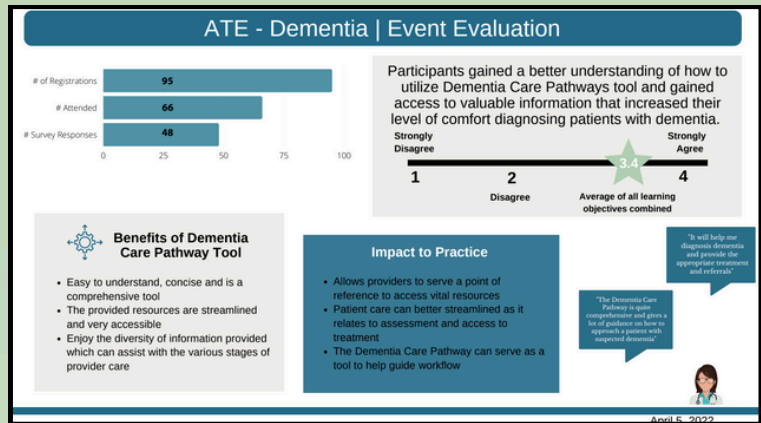 ATE - Dementia | Event Evaluation
# of Registrations
95
# Attended
66
# Survey Responses
48
0 25 50 75 100
Participants gained a better understanding of how to
utilize Dementia Care Pathways tool and gained
access to valuable information that increased their
level of comfort diagnosing patients with dementia.
Strongly
Disagree
Strongly
Agree
3.4
1
2
4
Disagree
Average of all learning
objectives combined
Benefits of Dementia
Care Pathway Tool
• Easy to understand, concise and is a
comprehensive tool
• The provided resources are streamlined
and very accessible
• Enjoy the diversity of information provided
which can assist with the various stages of
provider care
Impact to Practice
• Allows providers to serve a point of
reference to access vital resources
• Patient care can better streamlined as it
relates to assessment and access to
treatment
• The Dementia Care Pathway can serve as a
tool to help guide workflow
"It will help me
diagnosis dementia
and provide the
appropriate treatment
and referrals"
"The Dementia Care
Pathway is quite
comprehensive and gives a
lot of guidance on how to
approach a patient with
suspected dementia"
April 5, 2022